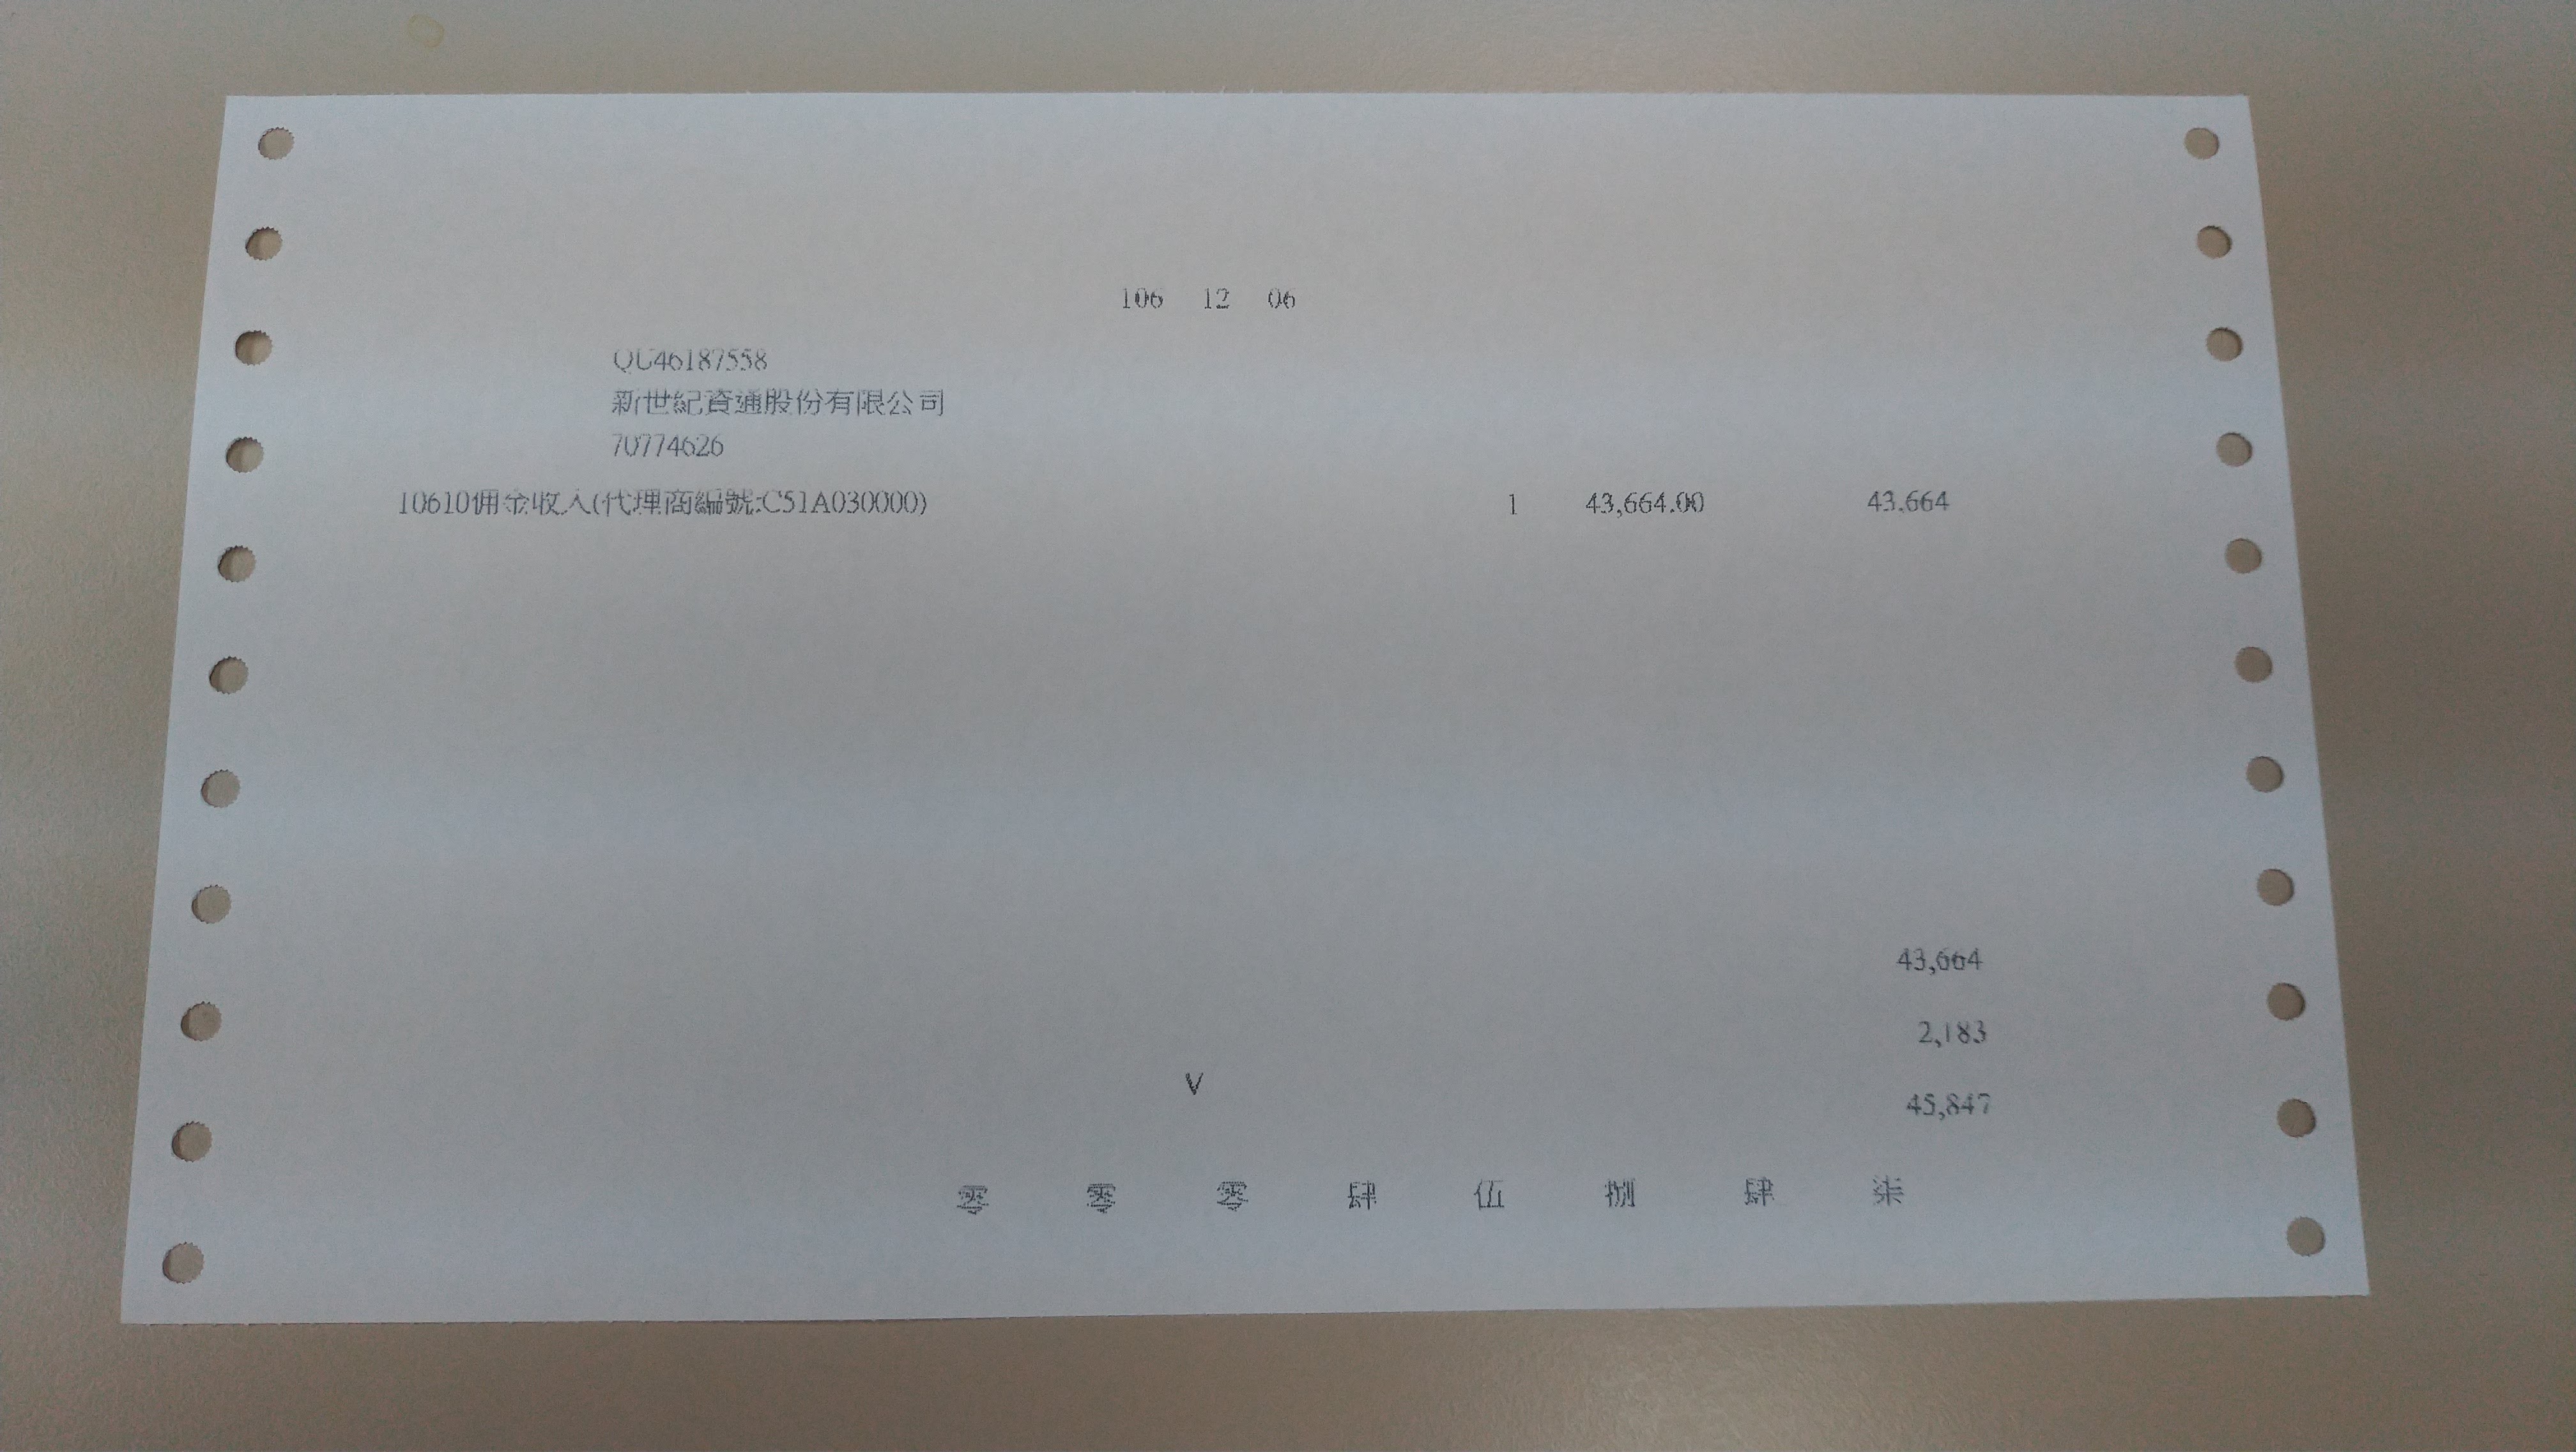 106 12 06
QU46187558
新世紀資通股份有限公司
70774626
10610佣金收入(代理商編號:C51A030000) 1 43,664.00 43,664
43,664
2,183
V
45,847
零 零 零 肆 伍 捌 肆 柒